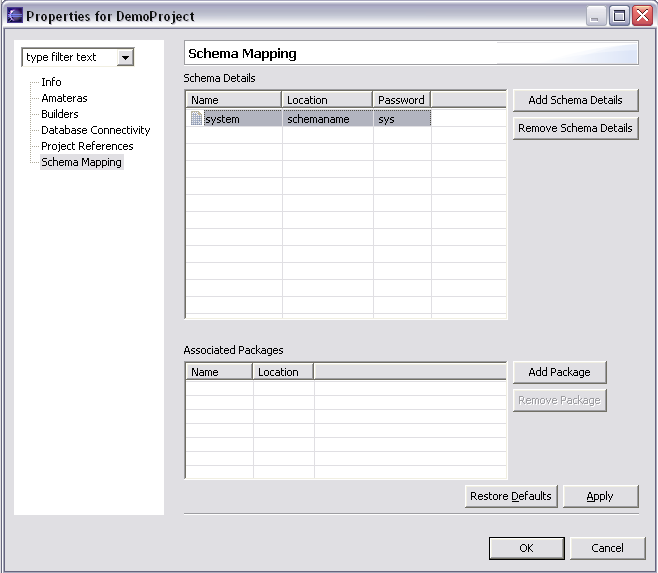 Properties for DemoProject
type filter text
Info
Amateras
Builders
Database Connectivity
Project References
Schema Mapping
Schema Mapping
Schema Details
Name Location Password
system schemaname sys
Add Schema Details
Remove Schema Details
Associated Packages
Name Location
Add Package
Remove Package
Restore Defaults Apply
OK Cancel